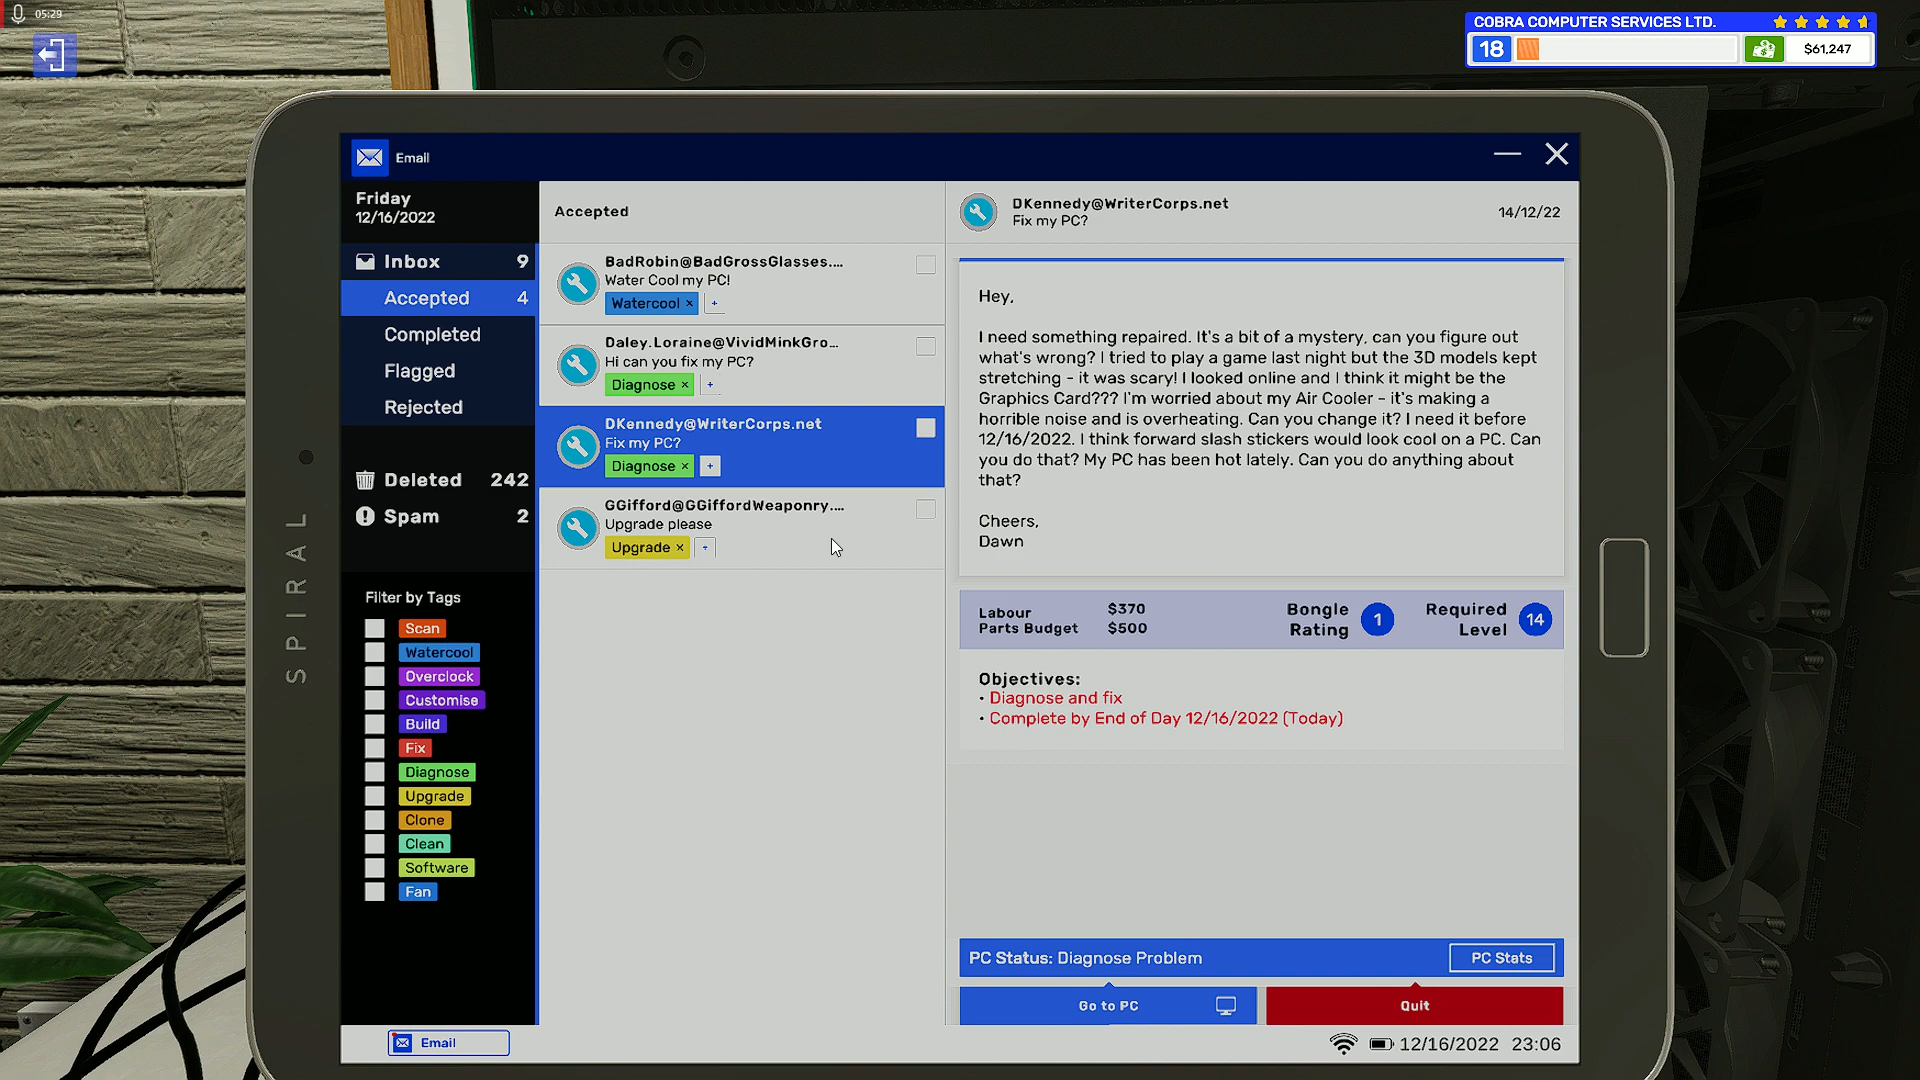 05:29
COBRA COMPUTER SERVICES LTD.
18
$61,247
Email
Friday
12/16/2022
Inbox 9
Accepted 4
Completed
Flagged
Rejected
Deleted 242
Spam 2
Filter by Tags
Scan
Watercool
Overclock
Customise
Build
Fix
Diagnose
Upgrade
Clone
Clean
Software
Fan
Accepted
BadRobin@BadGrossGlasses....
Water Cool my PC!
Watercool × +
Daley.Loraine@VividMinkGro...
Hi can you fix my PC?
Diagnose × +
DKennedy@WriterCorps.net
Fix my PC?
Diagnose × +
GGifford@GGiffordWeaponry....
Upgrade please
Upgrade × +
DKennedy@WriterCorps.net
Fix my PC?
14/12/22
Hey,
I need something repaired. It's a bit of a mystery, can you figure out
what's wrong? I tried to play a game last night but the 3D models kept
stretching - it was scary! I looked online and I think it might be the
Graphics Card??? I'm worried about my Air Cooler - it's making a
horrible noise and is overheating. Can you change it? I need it before
12/16/2022. I think forward slash stickers would look cool on a PC. Can
you do that? My PC has been hot lately. Can you do anything about
that?
Cheers,
Dawn
Labour $370
Parts Budget $500
Bongle
Rating 1
Required
Level 14
Objectives:
• Diagnose and fix
• Complete by End of Day 12/16/2022 (Today)
PC Status: Diagnose Problem
PC Stats
Go to PC
Quit
Email
12/16/2022 23:06
SPIRAL